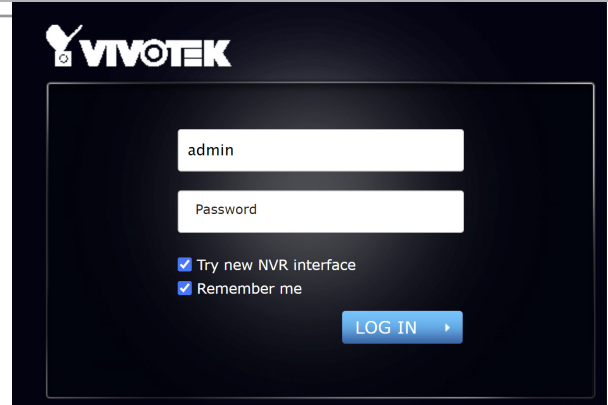 VIVOTEK
admin
Password
Try new NVR interface
Remember me
LOG IN